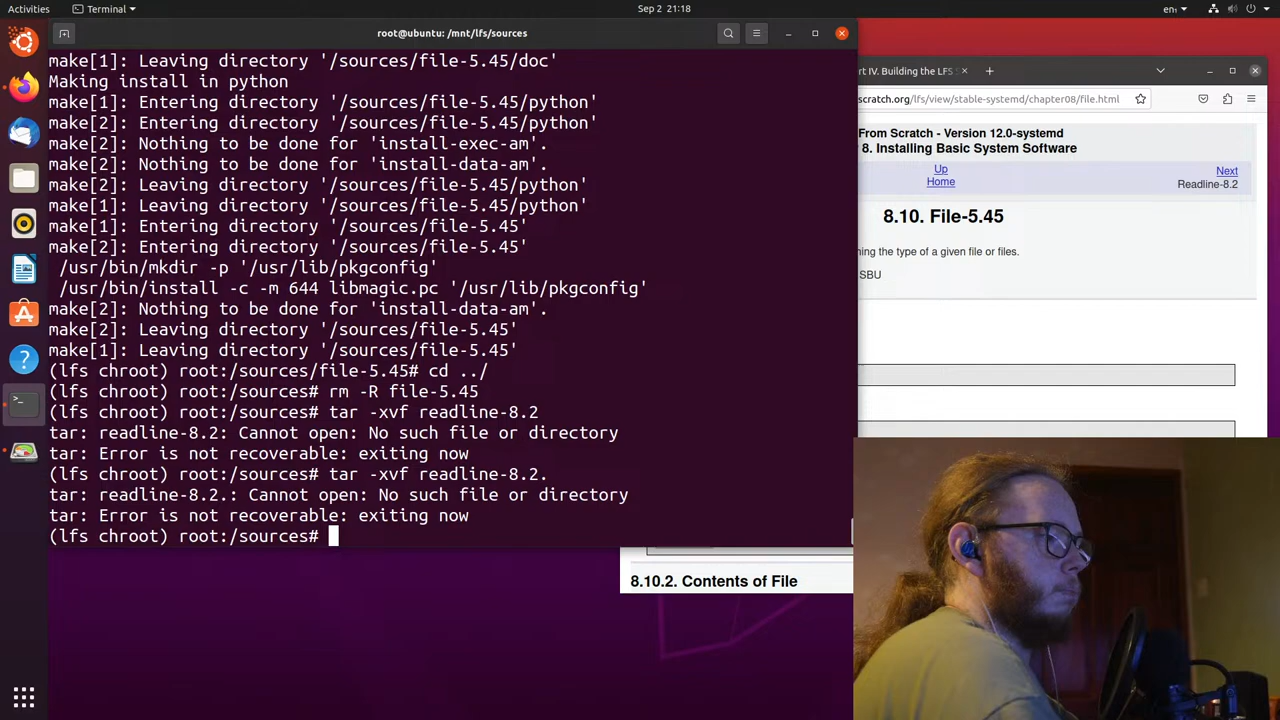 Activities
Terminal
Sep 2 21:18
en
root@ubuntu: /mnt/lfs/sources
make[1]: Leaving directory '/sources/file-5.45/doc'
Making install in python
make[1]: Entering directory '/sources/file-5.45/python'
make[2]: Entering directory '/sources/file-5.45/python'
make[2]: Nothing to be done for 'install-exec-am'.
make[2]: Nothing to be done for 'install-data-am'.
make[2]: Leaving directory '/sources/file-5.45/python'
make[1]: Leaving directory '/sources/file-5.45/python'
make[1]: Entering directory '/sources/file-5.45'
make[2]: Entering directory '/sources/file-5.45'
/usr/bin/mkdir -p '/usr/lib/pkgconfig'
/usr/bin/install -c -m 644 libmagic.pc '/usr/lib/pkgconfig'
make[2]: Nothing to be done for 'install-data-am'.
make[2]: Leaving directory '/sources/file-5.45'
make[1]: Leaving directory '/sources/file-5.45'
(lfs chroot) root:/sources/file-5.45# cd ../
(lfs chroot) root:/sources# rm -R file-5.45
(lfs chroot) root:/sources# tar -xvf readline-8.2
tar: readline-8.2: Cannot open: No such file or directory
tar: Error is not recoverable: exiting now
(lfs chroot) root:/sources# tar -xvf readline-8.2.
tar: readline-8.2.: Cannot open: No such file or directory
tar: Error is not recoverable: exiting now
(lfs chroot) root:/sources#
rt IV. Building the LFS S
scratch.org/lfs/view/stable-systemd/chapter08/file.html
From Scratch - Version 12.0-systemd
8. Installing Basic System Software
Up
Home
Next
Readline-8.2
8.10. File-5.45
ning the type of a given file or files.
SBU
8.10.2. Contents of File